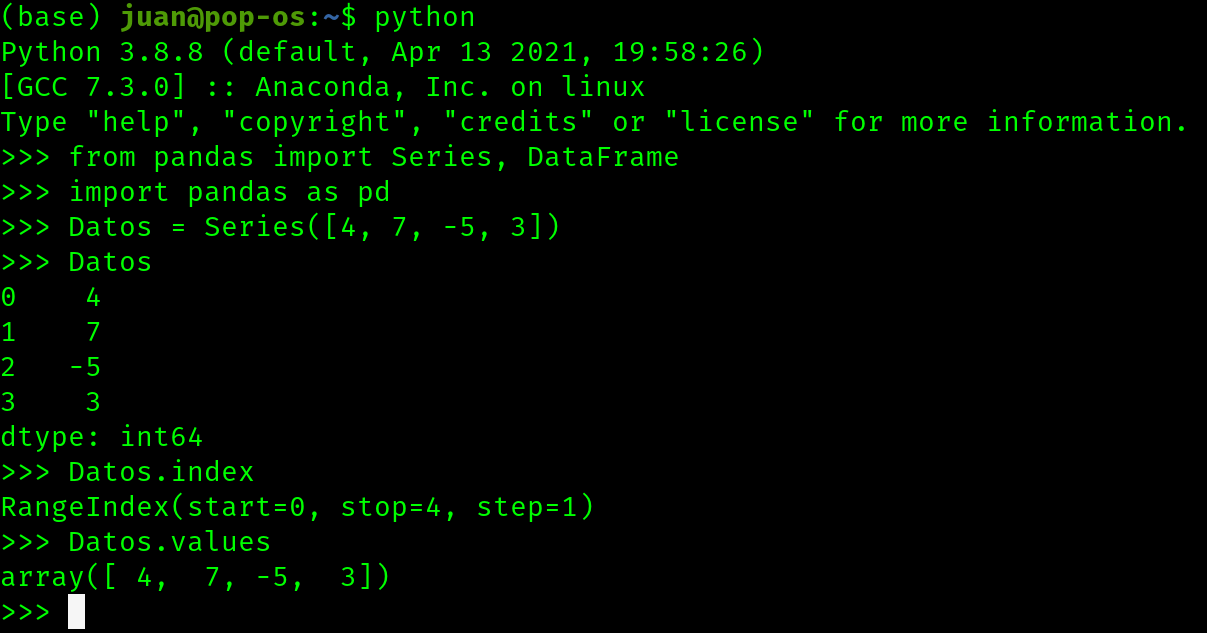 (base) juan@pop-os:~$ python
Python 3.8.8 (default, Apr 13 2021, 19:58:26)
[GCC 7.3.0] :: Anaconda, Inc. on linux
Type "help", "copyright", "credits" or "license" for more information.
>>> from pandas import Series, DataFrame
>>> import pandas as pd
>>> Datos = Series([4, 7, -5, 3])
>>> Datos
0    4
1    7
2   -5
3    3
dtype: int64
>>> Datos.index
RangeIndex(start=0, stop=4, step=1)
>>> Datos.values
array([ 4,  7, -5,  3])
>>>